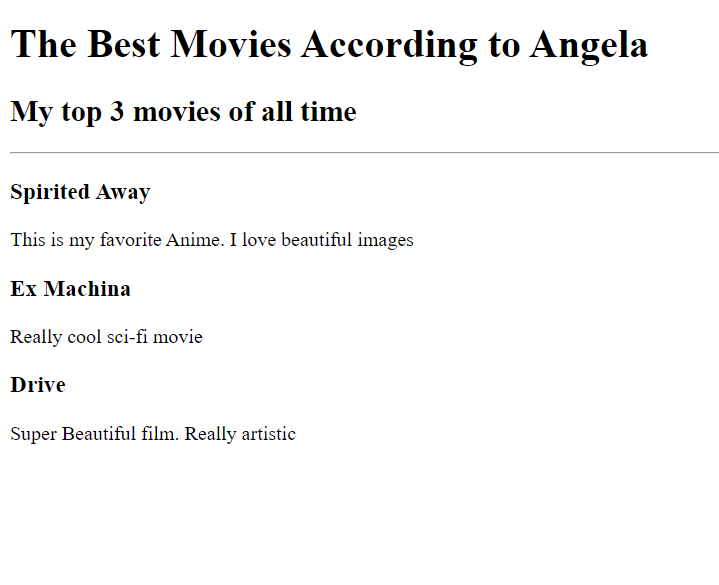 The Best Movies According to Angela
My top 3 movies of all time
Spirited Away
This is my favorite Anime. I love beautiful images
Ex Machina
Really cool sci-fi movie
Drive
Super Beautiful film. Really artistic